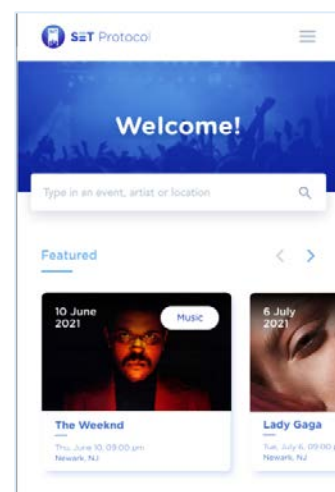 SET Protocol
Welcome!
Type in an event, artist or location
Featured
10 June
2021
Music
6 July
2021
The Weeknd
Thu, June 10, 09:00 pm
Newark, NJ
Lady Gaga
Tue, July 6, 09:00
Newark, NJ